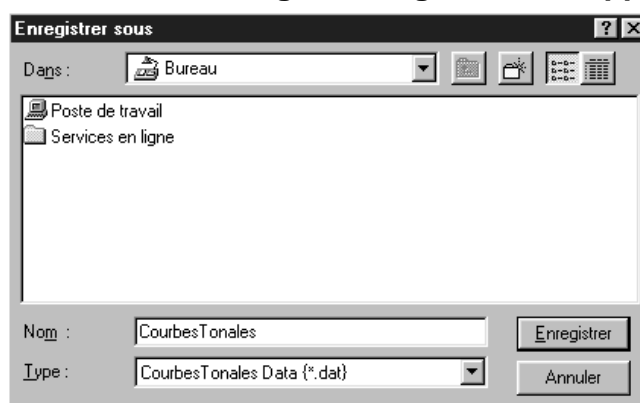 Enregistrer sous
Dans : Bureau
Poste de travail
Services en ligne
Nom : CourbesTonales Enregistrer
Type : CourbesTonales Data {*.dat} Annuler